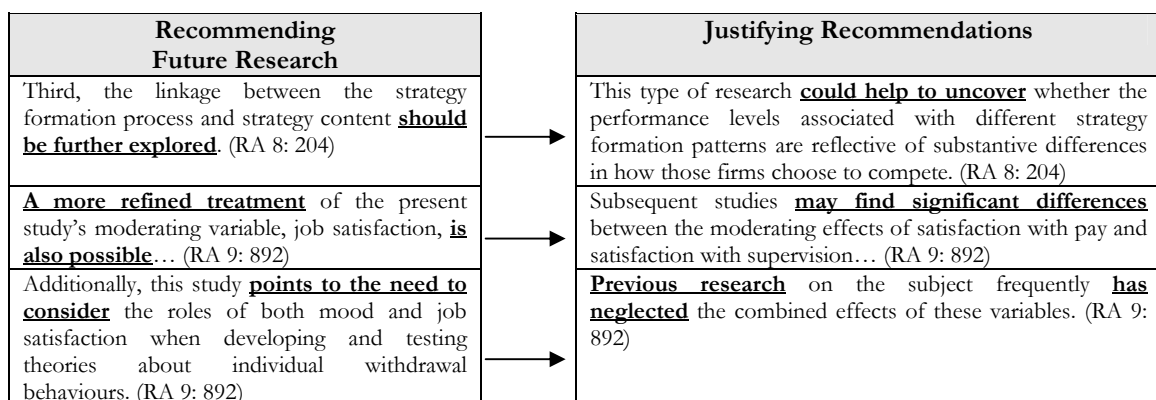 Recommending
Future Research
Justifying Recommendations
Third, the linkage between the strategy
formation process and strategy content should
be further explored. (RA 8: 204)
This type of research could help to uncover whether the
performance levels associated with different strategy
formation patterns are reflective of substantive differences
in how those firms choose to compete. (RA 8: 204)
A more refined treatment of the present
study's moderating variable, job satisfaction, is
also possible… (RA 9: 892)
Subsequent studies may find significant differences
between the moderating effects of satisfaction with pay and
satisfaction with supervision… (RA 9: 892)
Additionally, this study points to the need to
consider the roles of both mood and job
satisfaction when developing and testing
theories about individual withdrawal
behaviours. (RA 9: 892)
Previous research on the subject frequently has
neglected the combined effects of these variables. (RA 9:
892)